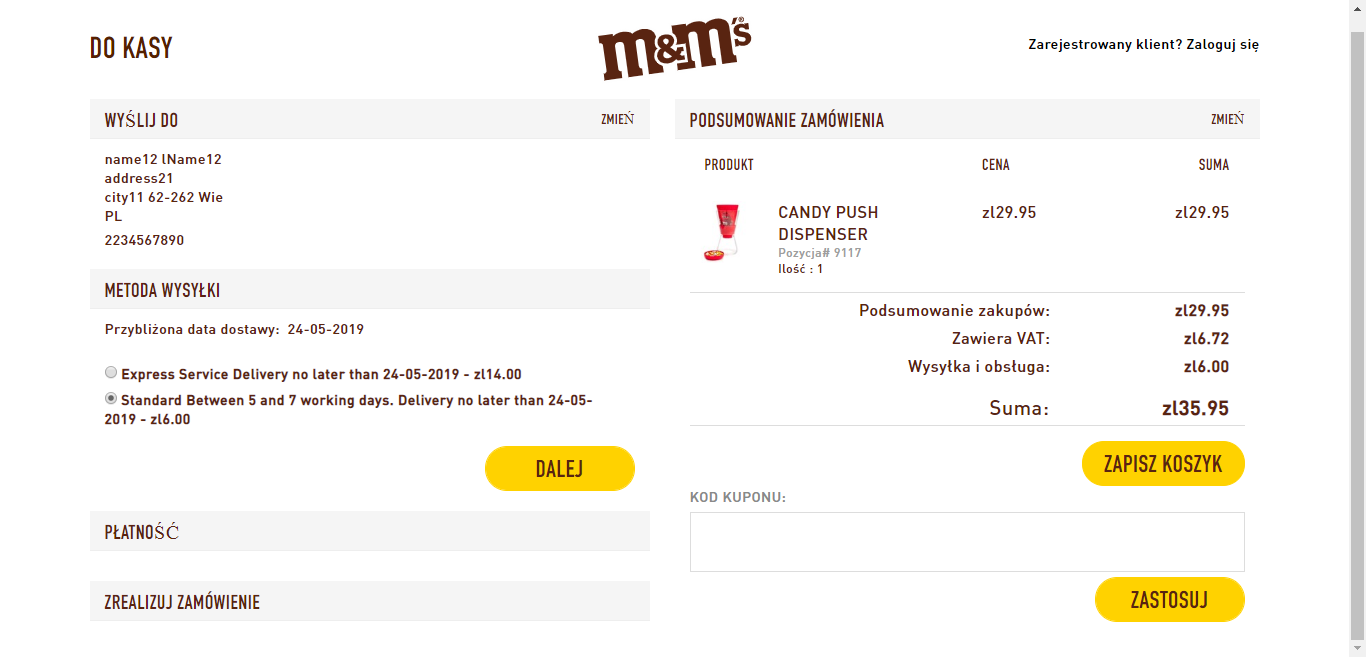 DO KASY
m&m's®
Zarejestrowany klient? Zaloguj się
WYŚLIJ DO
ZMIEŃ
name12 lName12
address21
city11 62-262 Wie
PL
2234567890
METODA WYSYŁKI
Przybliżona data dostawy: 24-05-2019
Express Service Delivery no later than 24-05-2019 - zl14.00
Standard Between 5 and 7 working days. Delivery no later than 24-05-
2019 - zl6.00
DALEJ
PŁATNOŚĆ
ZREALIZUJ ZAMÓWIENIE
PODSUMOWANIE ZAMÓWIENIA
ZMIEŃ
PRODUKT CENA SUMA
CANDY PUSH zl29.95 zl29.95
DISPENSER
Pozycja# 9117
Ilość : 1
Podsumowanie zakupów: zl29.95
Zawiera VAT: zl6.72
Wysyłka i obsługa: zl6.00
Suma: zl35.95
ZAPISZ KOSZYK
KOD KUPONU:
ZASTOSUJ